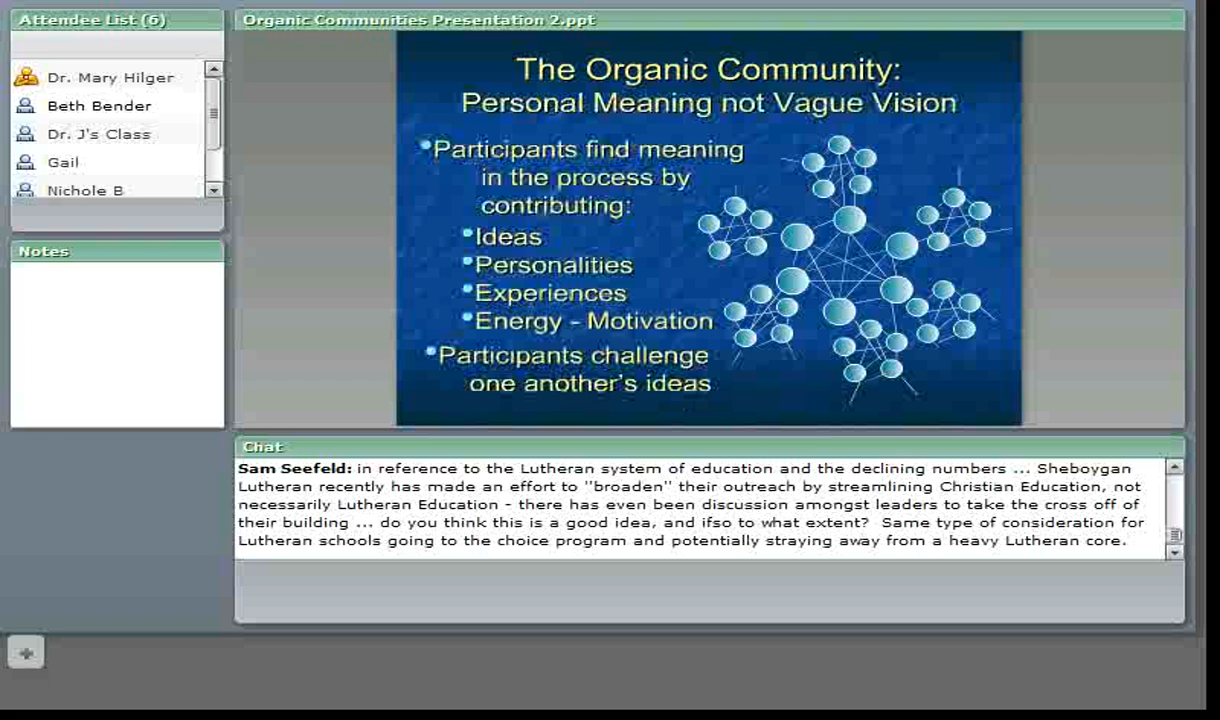 Attendee List (6)
Dr. Mary Hilger
Beth Bender
Dr. J's Class
Gail
Nichole B
Notes
Organic Communities Presentation 2.ppt
The Organic Community:
Personal Meaning not Vague Vision
•Participants find meaning
in the process by
contributing:
•Ideas
•Personalities
•Experiences
•Energy - Motivation
•Participants challenge
one another's ideas
Chat
Sam Seefeld: in reference to the Lutheran system of education and the declining numbers ... Sheboygan
Lutheran recently has made an effort to "broaden" their outreach by streamlining Christian Education, not
necessarily Lutheran Education - there has even been discussion amongst leaders to take the cross off of
their building ... do you think this is a good idea, and ifso to what extent? Same type of consideration for
Lutheran schools going to the choice program and potentially straying away from a heavy Lutheran core.